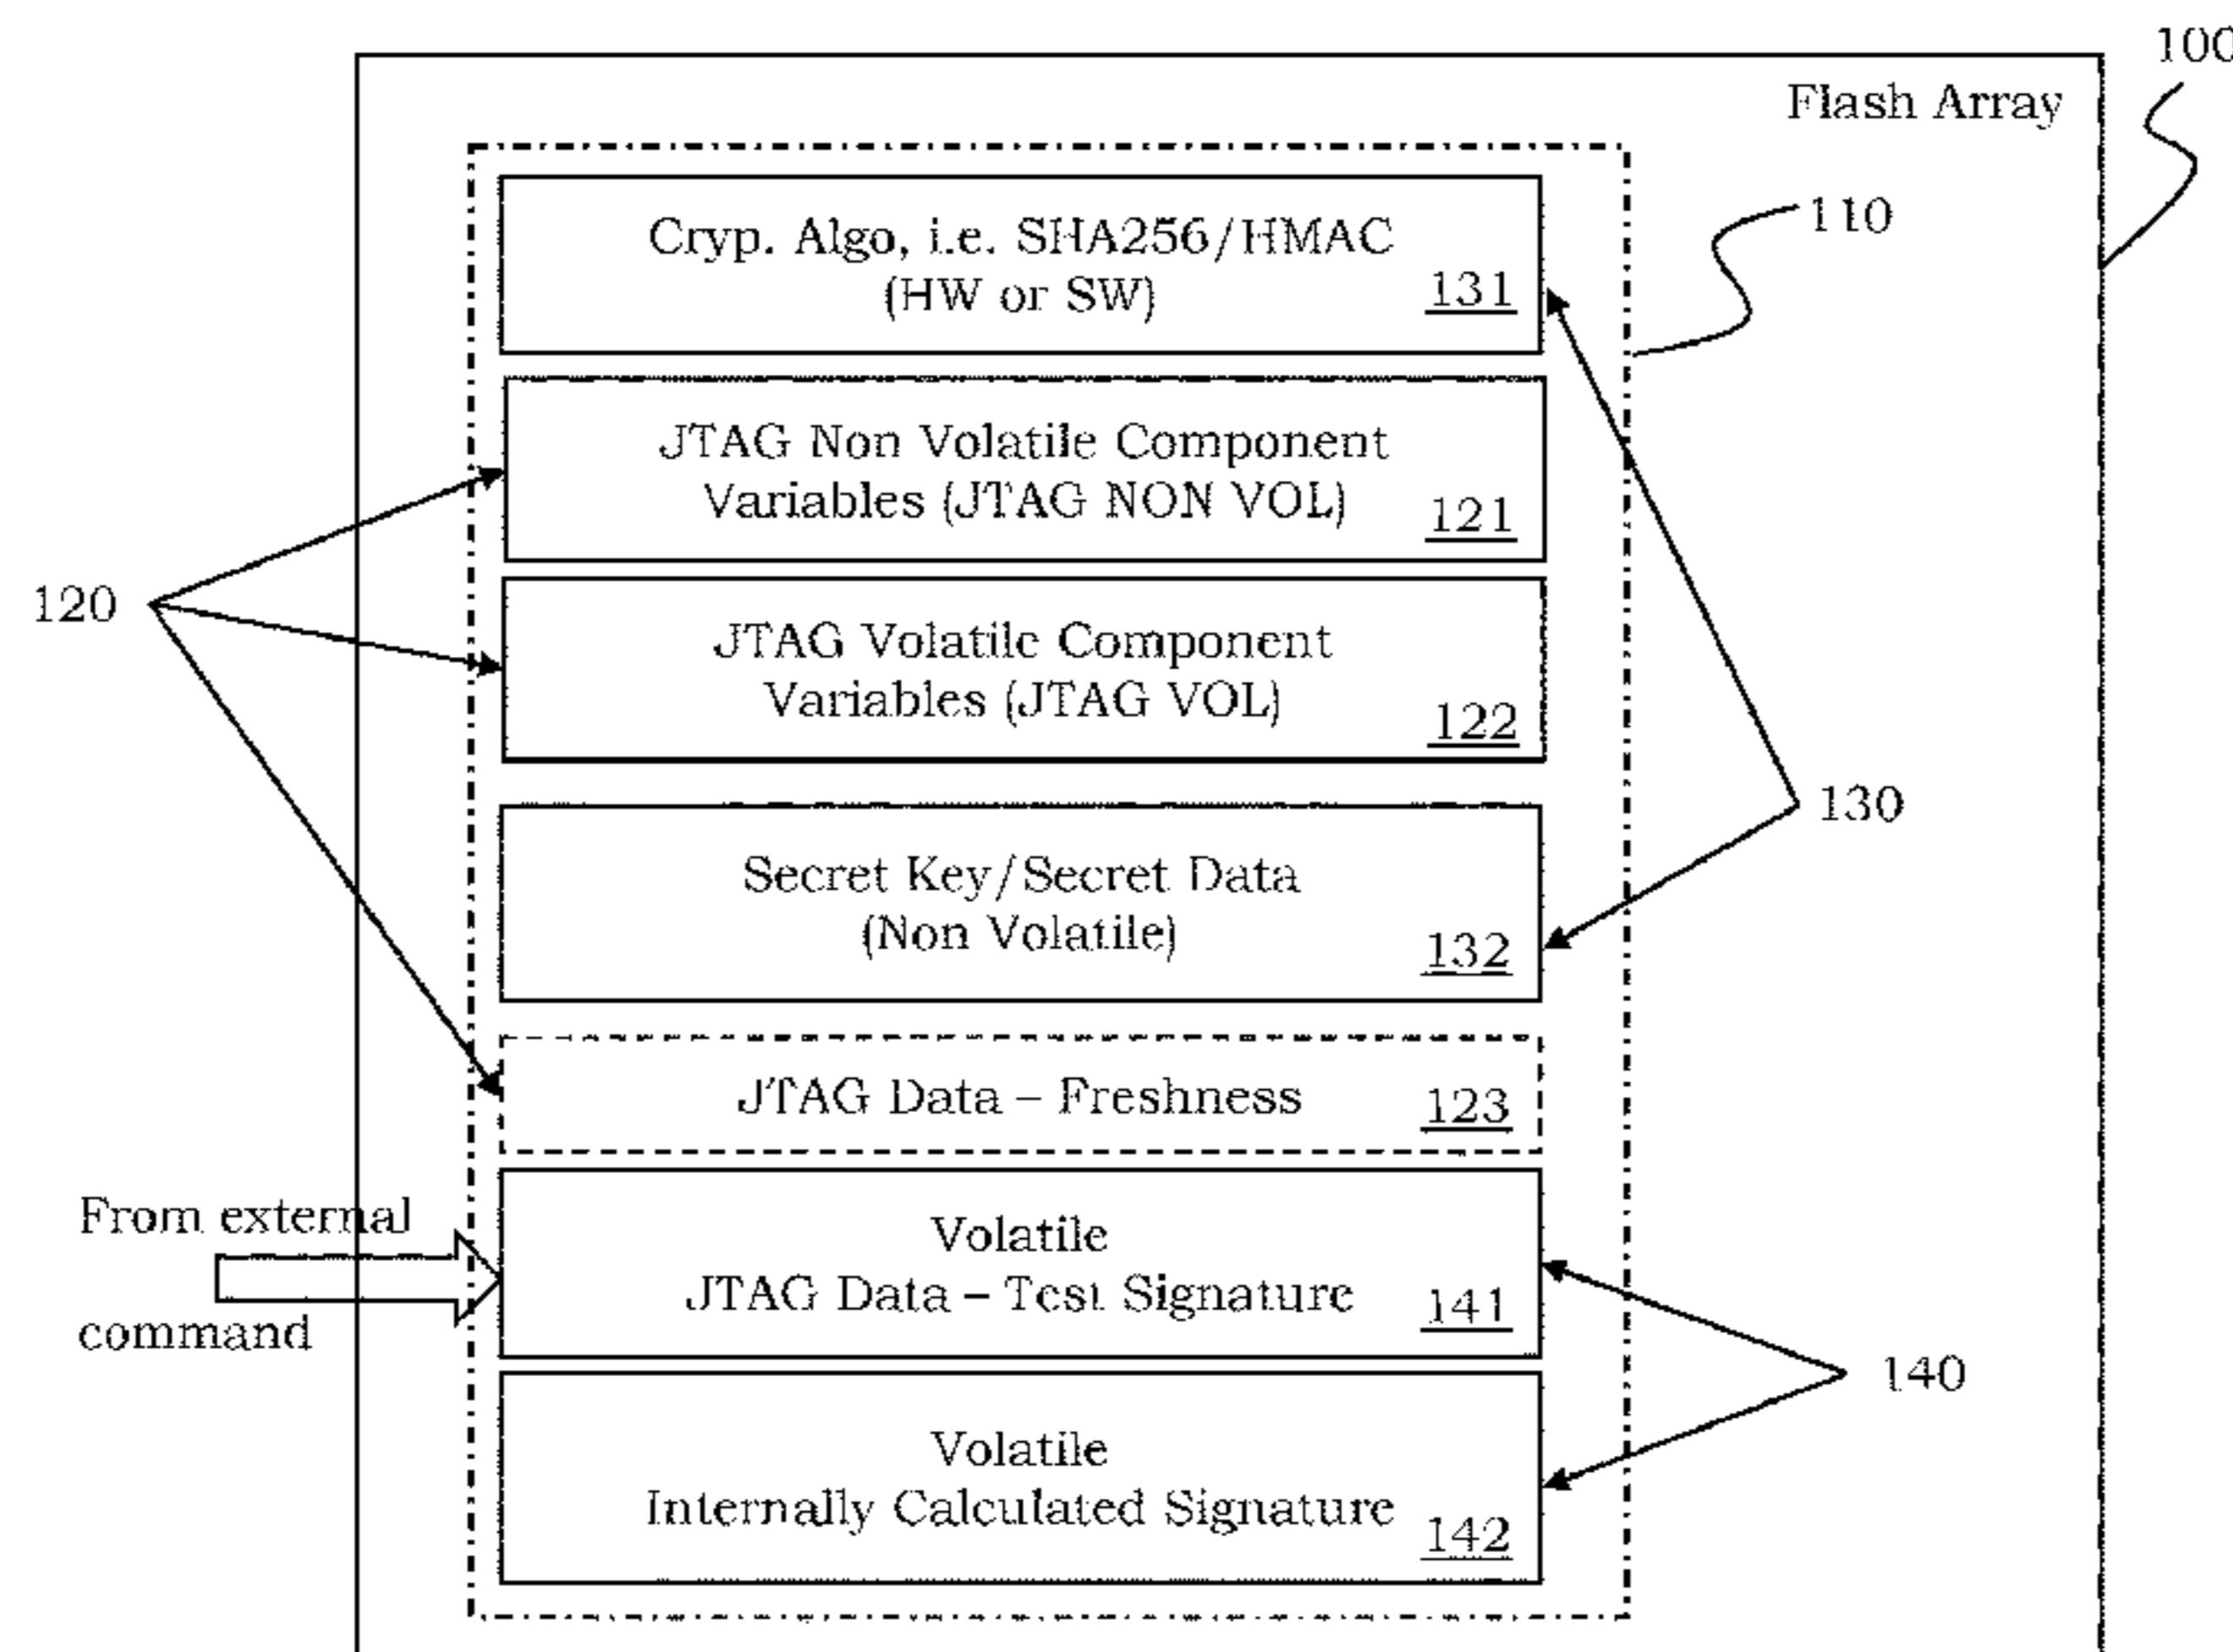 100
Flash Array
110
Cryp. Algo, i.e. SHA256/HMAC
(HW or SW)
131
JTAG Non Volatile Component
Variables (JTAG NON VOL)
121
120
JTAG Volatile Component
Variables (JTAG VOL)
122
130
Secret Key/Secret Data
(Non Volatile)
132
JTAG Data – Freshness
123
From external
command
Volatile
JTAG Data – Test Signature
141
140
Volatile
Internally Calculated Signature
142